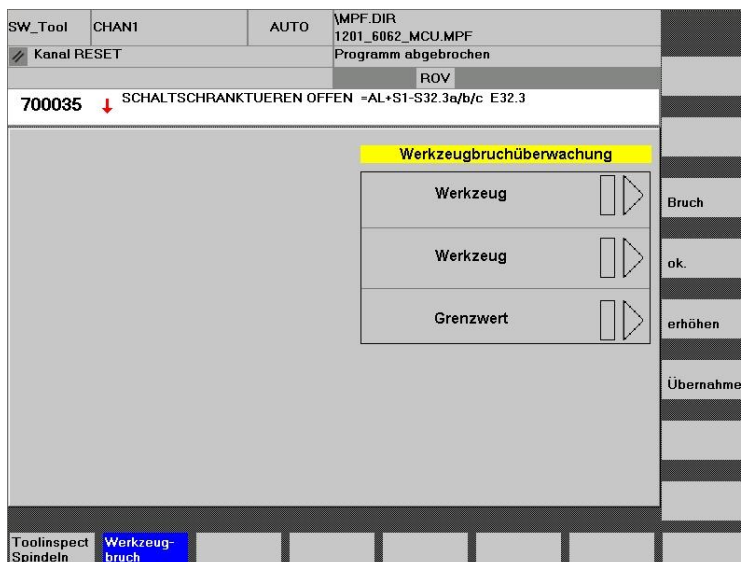 SW_Tool CHAN1 AUTO \MPF.DIR
1201_6062_MCU.MPF
Kanal RESET Programm abgebrochen
ROV
700035 ↓ SCHALTSCHRANKTUEREN OFFEN =AL+S1-S32.3a/b/c E32.3
Werkzeugbruchüberwachung
Werkzeug
Bruch
Werkzeug
ok.
Grenzwert
erhöhen
Übernahme
Toolinspect
Spindeln
Werkzeug-
bruch